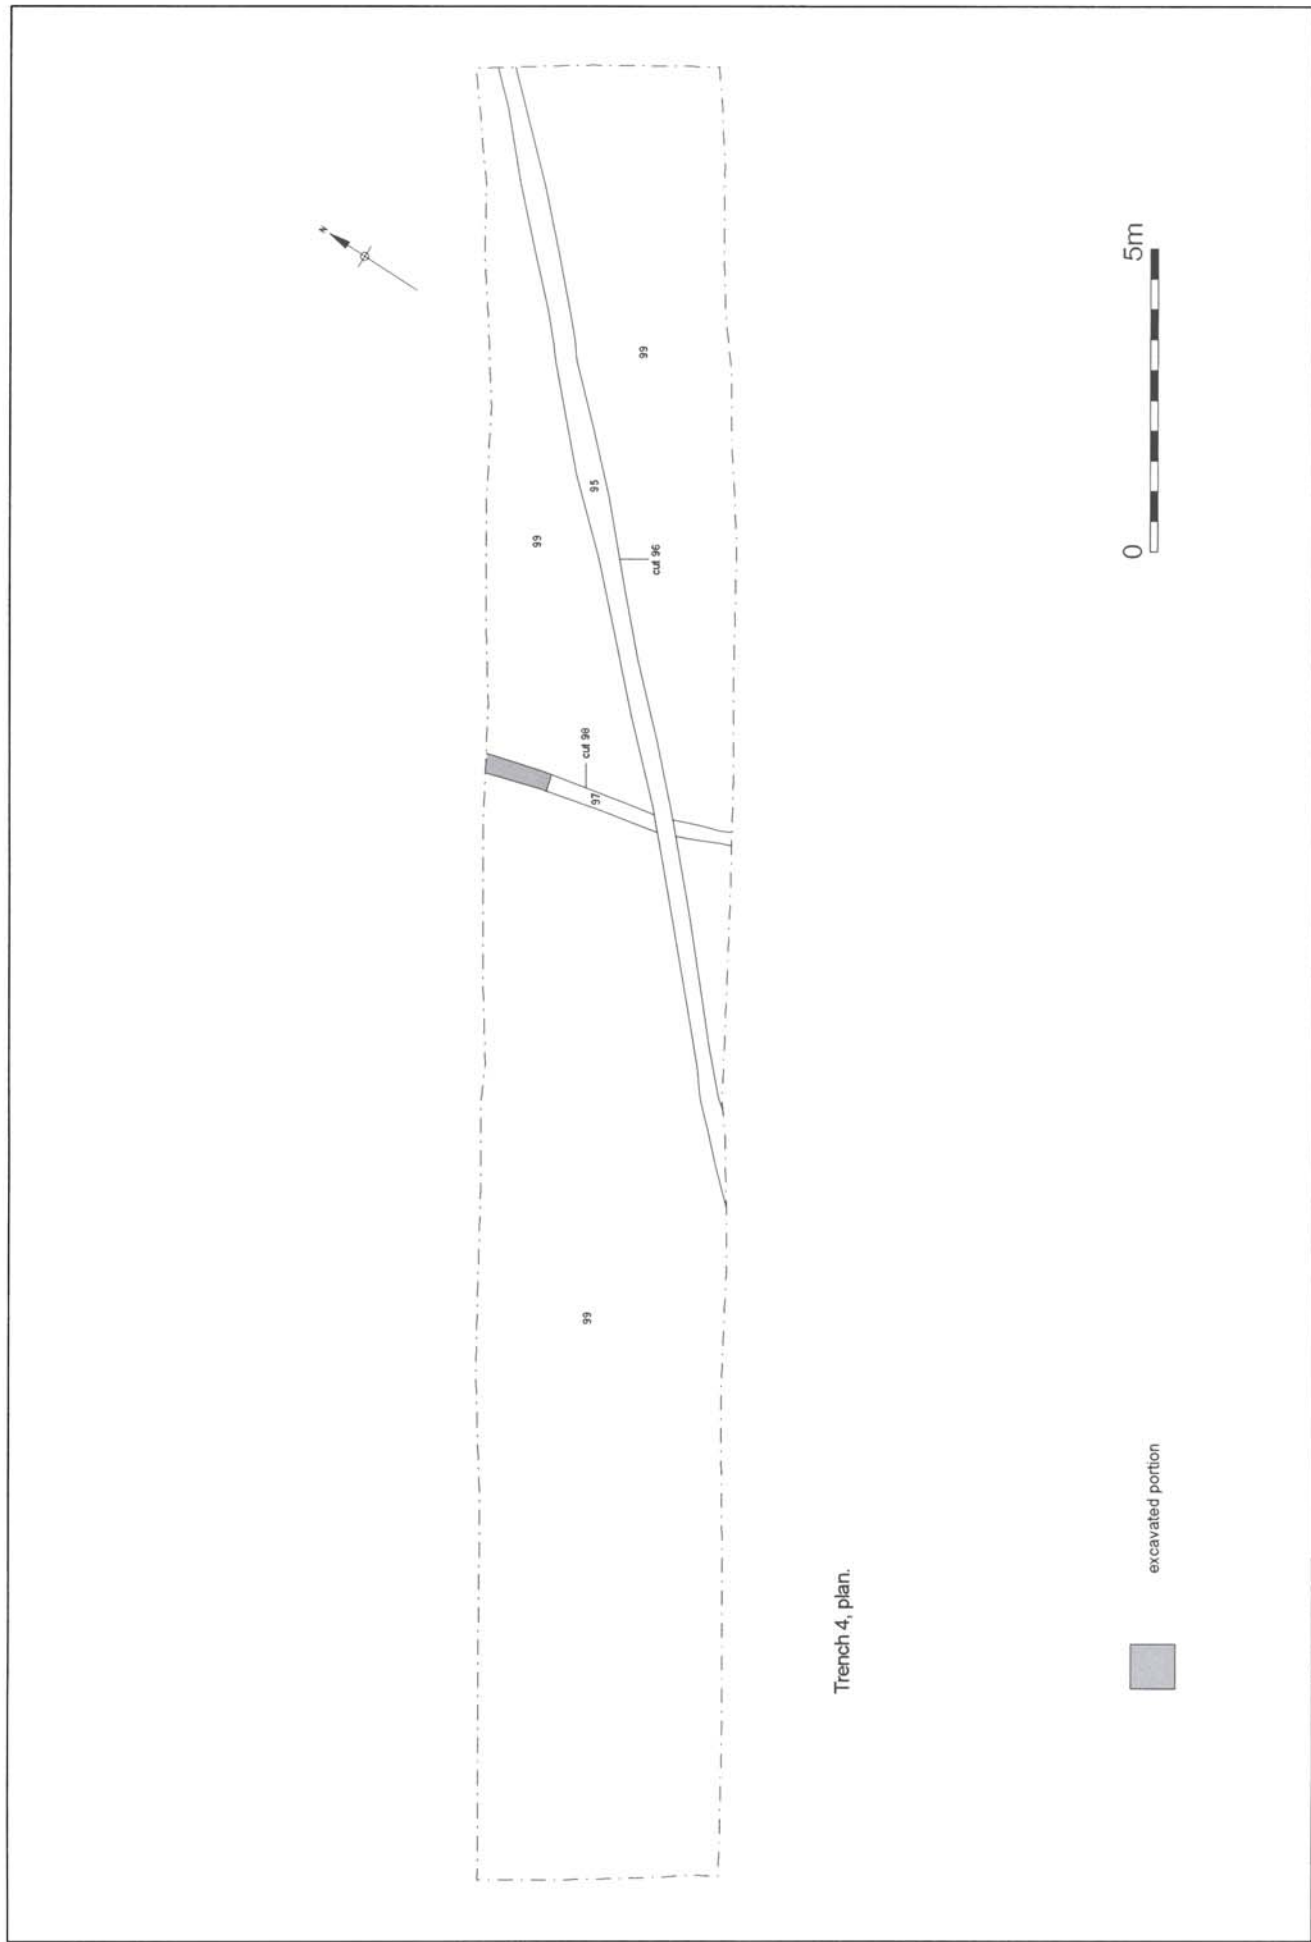 N
99
95
99
cut 96
cut 98
97
99
0
5m
Trench 4, plan.
excavated portion